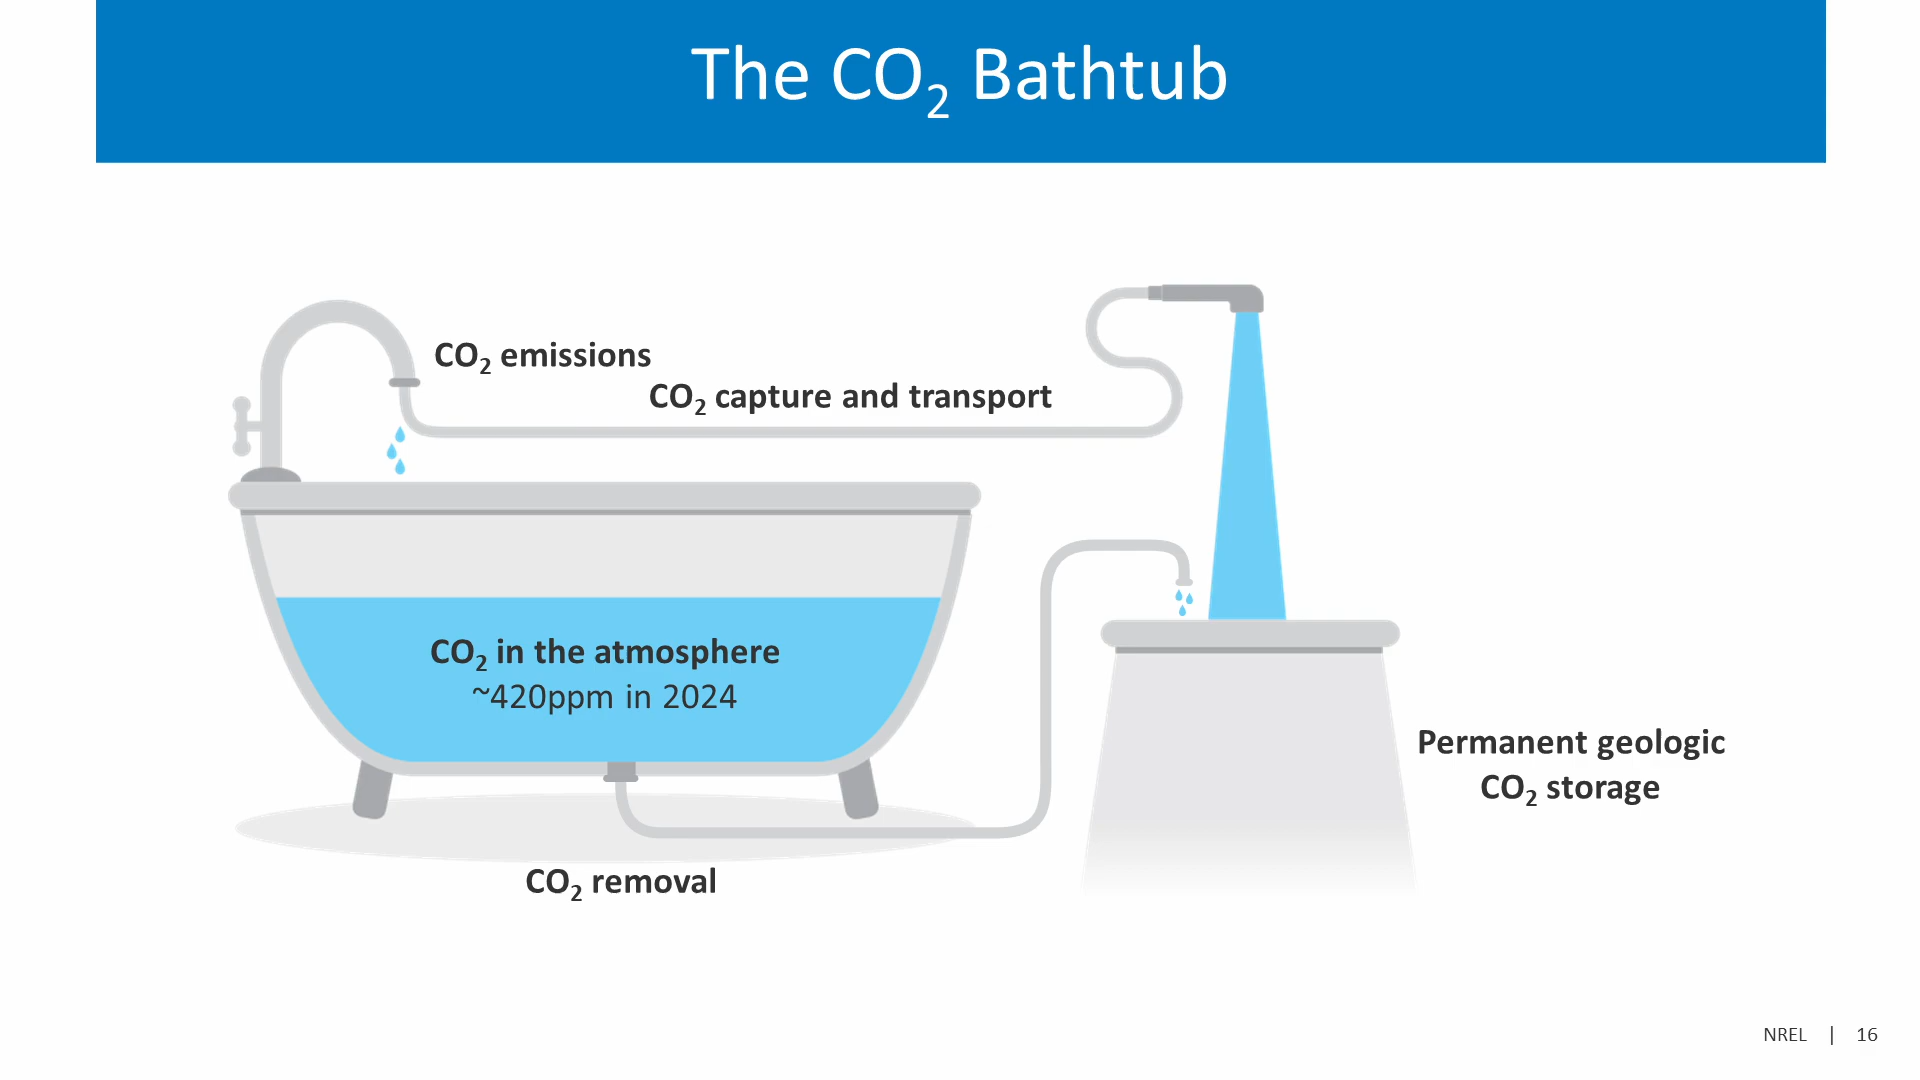 The CO₂ Bathtub
CO₂ emissions
CO₂ capture and transport
CO₂ in the atmosphere
~420ppm in 2024
Permanent geologic
CO₂ storage
CO₂ removal
NREL | 16